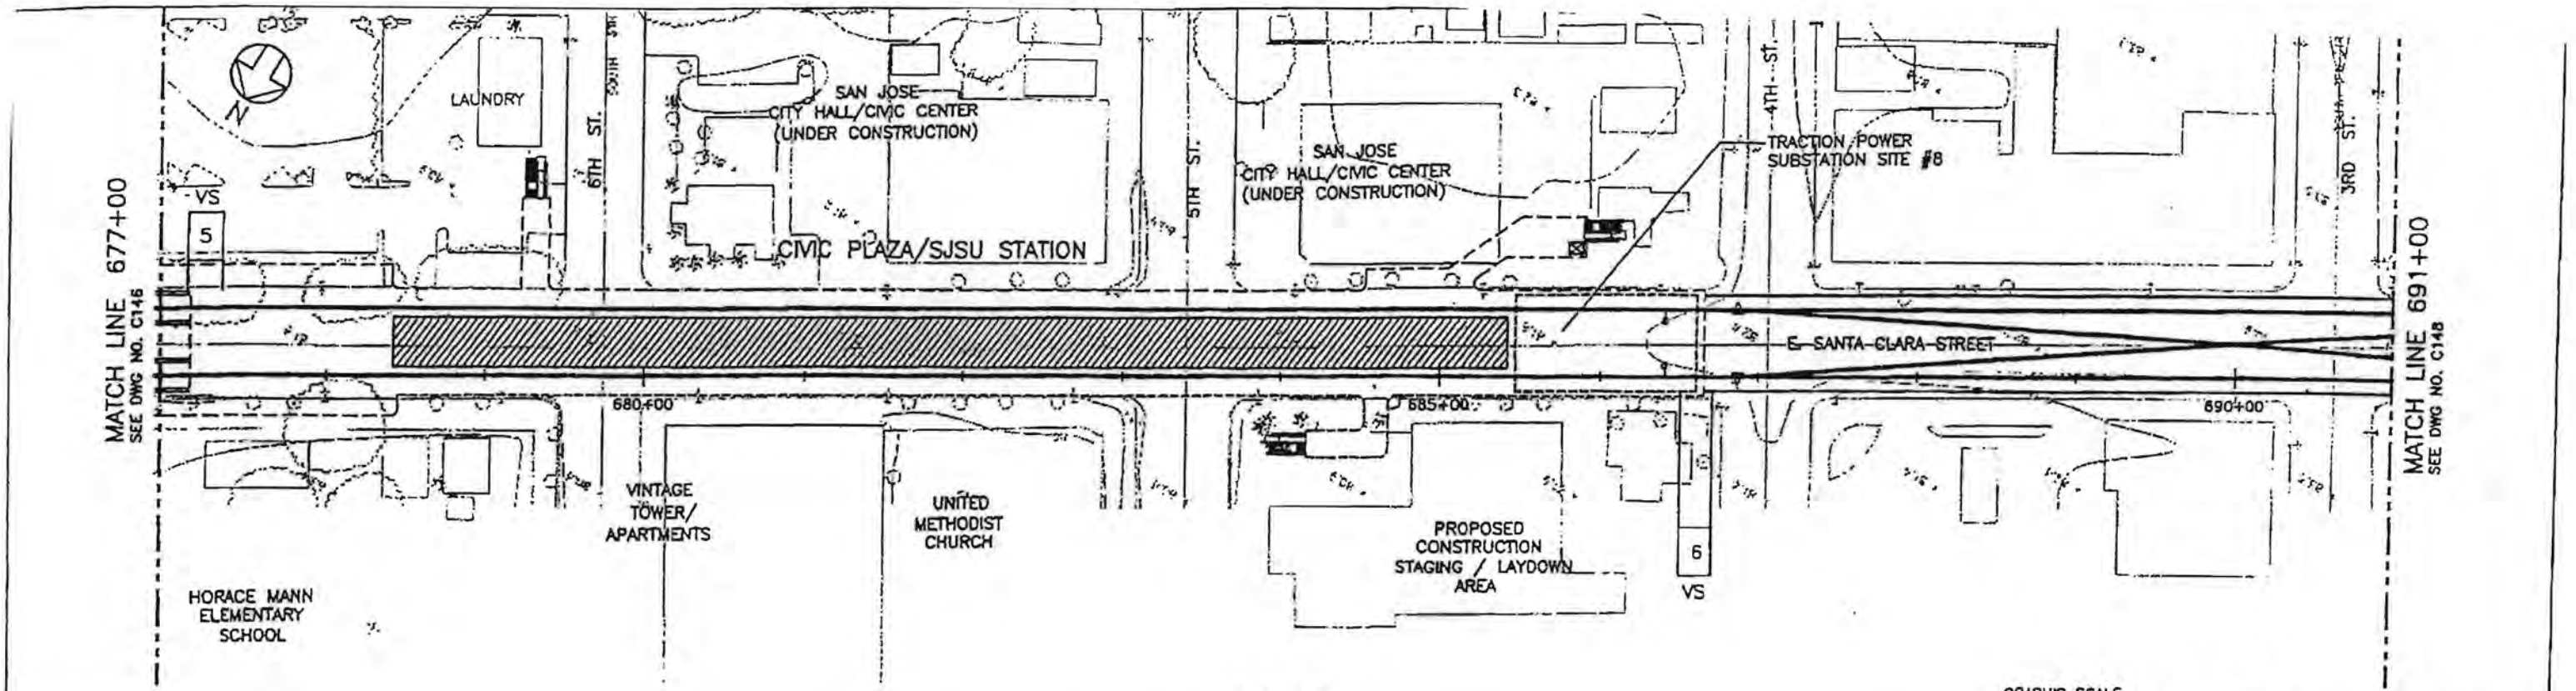 MATCH LINE 677+00
SEE DWG NO. C146
N
LAUNDRY
VS
5
6TH ST.
SAN JOSE
CITY HALL/CIVIC CENTER
(UNDER CONSTRUCTION)
CIVIC PLAZA/SJSU STATION
5TH ST.
SAN JOSE
CITY HALL/CIVIC CENTER
(UNDER CONSTRUCTION)
4TH ST.
TRACTION POWER
SUBSTATION SITE #8
3RD ST.
MATCH LINE 691+00
SEE DWG NO. C148
E. SANTA CLARA STREET
680+00
685+00
690+00
HORACE MANN
ELEMENTARY
SCHOOL
VINTAGE
TOWER/
APARTMENTS
UNITED
METHODIST
CHURCH
PROPOSED
CONSTRUCTION
STAGING / LAYDOWN
AREA
6
VS